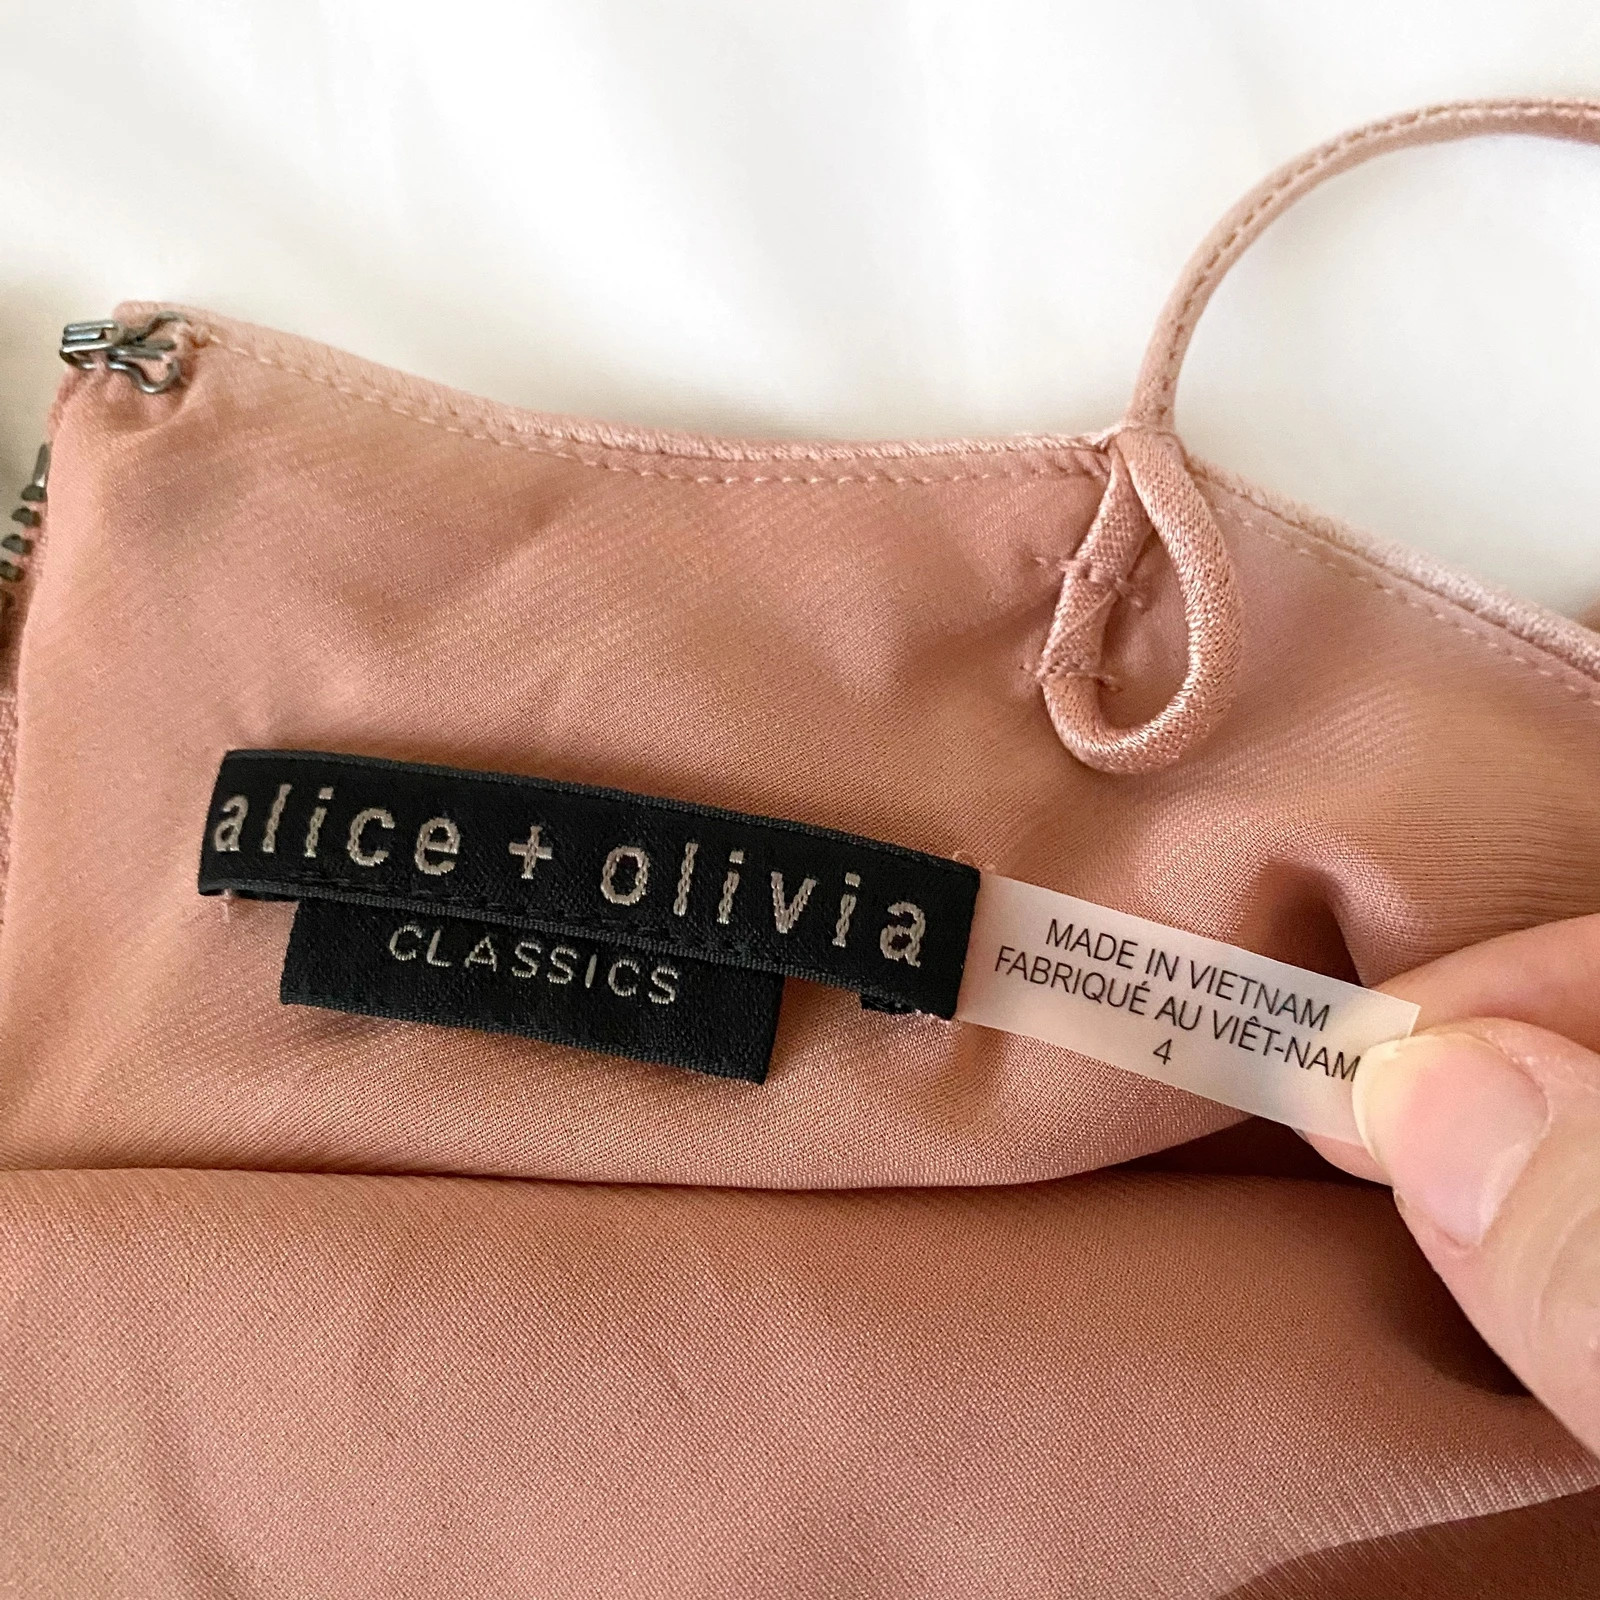 alice + olivia
CLASSICS
MADE IN VIETNAM
FABRIQUÉ AU VIÊT-NAM
4